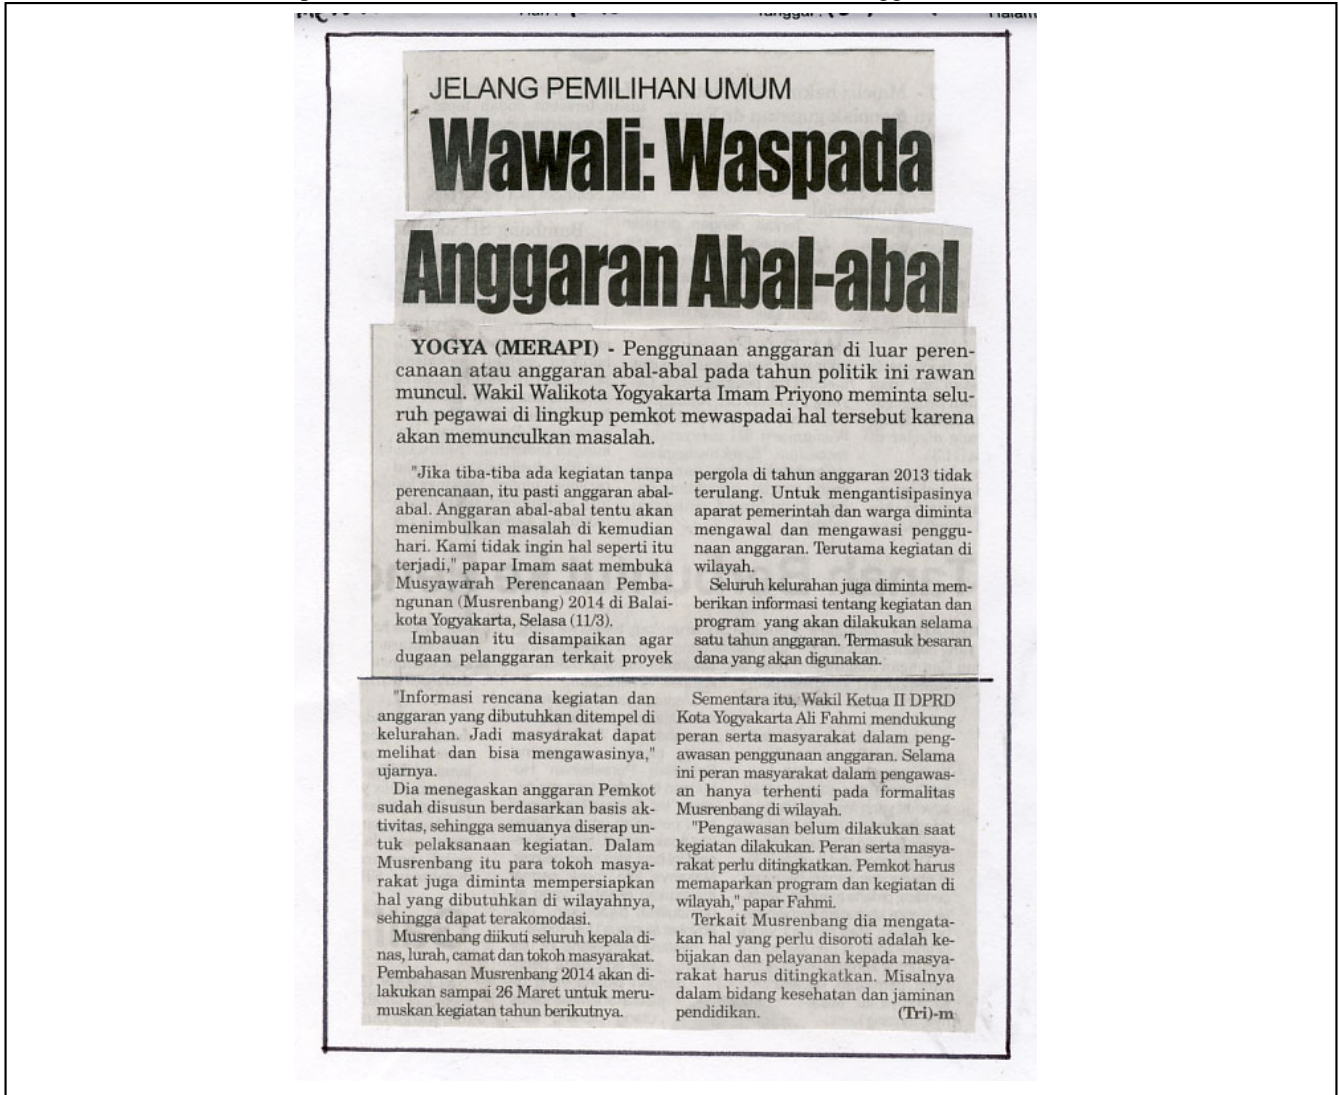 JELANG PEMILIHAN UMUM
Wawali: Waspada
Anggaran Abal-abal
YOGYA (MERAPI) - Penggunaan anggaran di luar peren-
canaan atau anggaran abal-abal pada tahun politik ini rawan
muncul. Wakil Walikota Yogyakarta Imam Priyono meminta selu-
ruh pegawai di lingkup pemkot mewaspadai hal tersebut karena
akan memunculkan masalah.
"Jika tiba-tiba ada kegiatan tanpa
perencanaan, itu pasti anggaran abal-
abal. Anggaran abal-abal tentu akan
menimbulkan masalah di kemudian
hari. Kami tidak ingin hal seperti itu
terjadi," papar Imam saat membuka
Musyawarah Perencanaan Pemba-
ngunan (Musrenbang) 2014 di Balai-
kota Yogyakarta, Selasa (11/3).
Imbauan itu disampaikan agar
dugaan pelanggaran terkait proyek
pergola di tahun anggaran 2013 tidak
terulang. Untuk mengantisipasinya
aparat pemerintah dan warga diminta
mengawal dan mengawasi penggu-
naan anggaran. Terutama kegiatan di
wilayah.
Seluruh kelurahan juga diminta mem-
berikan informasi tentang kegiatan dan
program yang akan dilakukan selama
satu tahun anggaran. Termasuk besaran
dana yang akan digunakan.
"Informasi rencana kegiatan dan
anggaran yang dibutuhkan ditempel di
kelurahan. Jadi masyarakat dapat
melihat dan bisa mengawasinya,"
ujarnya.
Dia menegaskan anggaran Pemkot
sudah disusun berdasarkan basis ak-
tivitas, sehingga semuanya diserap un-
tuk pelaksanaan kegiatan. Dalam
Musrenbang itu para tokoh masya-
rakat juga diminta mempersiapkan
hal yang dibutuhkan di wilayahnya,
sehingga dapat terakomodasi.
Musrenbang diikuti seluruh kepala di-
nas, lurah, camat dan tokoh masyarakat.
Pembahasan Musrenbang 2014 akan di-
lakukan sampai 26 Maret untuk meru-
muskan kegiatan tahun berikutnya.
Sementara itu, Wakil Ketua II DPRD
Kota Yogyakarta Ali Fahmi mendukung
peran serta masyarakat dalam peng-
awasan penggunaan anggaran. Selama
ini peran masyarakat dalam pengawas-
an hanya terhenti pada formalitas
Musrenbang di wilayah.
"Pengawasan belum dilakukan saat
kegiatan dilakukan. Peran serta masya-
rakat perlu ditingkatkan. Pemkot harus
memaparkan program dan kegiatan di
wilayah," papar Fahmi.
Terkait Musrenbang dia mengata-
kan hal yang perlu disoroti adalah ke-
bijakan dan pelayanan kepada masya-
rakat harus ditingkatkan. Misalnya
dalam bidang kesehatan dan jaminan
pendidikan. (Tri)-m